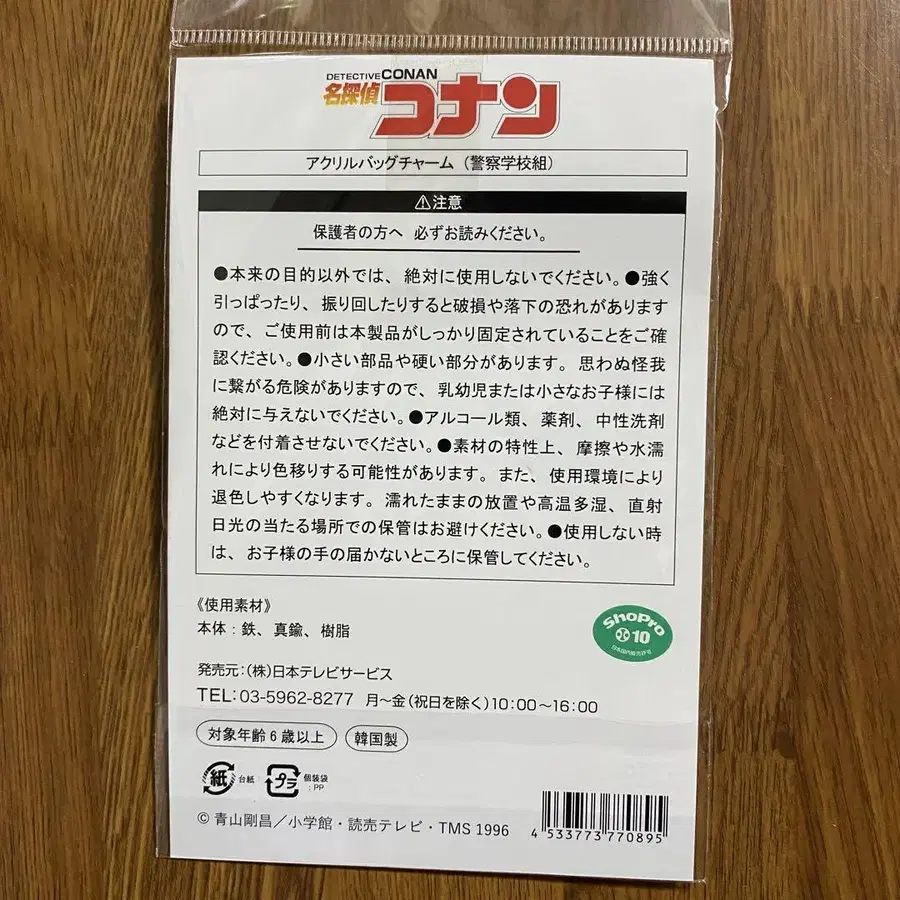 DETECTIVE CONAN
名探偵コナン
アクリルバッグチャーム（警察学校組）
⚠注意
保護者の方へ 必ずお読みください。
●本来の目的以外では、絶対に使用しないでください。●強く
引っぱったり、振り回したりすると破損や落下の恐れがあります
ので、ご使用前は本製品がしっかり固定されていることをご確
認ください。●小さい部品や硬い部分があります。思わぬ怪我
に繋がる危険がありますので、乳幼児または小さなお子様には
絶対に与えないでください。●アルコール類、薬剤、中性洗剤
などを付着させないでください。●素材の特性上、摩擦や水濡
れにより色移りする可能性があります。また、使用環境により
退色しやすくなります。濡れたままの放置や高温多湿、直射
日光の当たる場所での保管はお避けください。●使用しない時
は、お子様の手の届かないところに保管してください。
《使用素材》
本体：鉄、真鍮、樹脂
ShoPro
10
日本国内販売許可
発売元：(株)日本テレビサービス
TEL:03-5962-8277 月～金(祝日を除く)10:00～16:00
対象年齢6歳以上
韓国製
紙 台紙
プラ 個装袋
:PP
© 青山剛昌／小学館・読売テレビ・TMS 1996
4 533773 770895